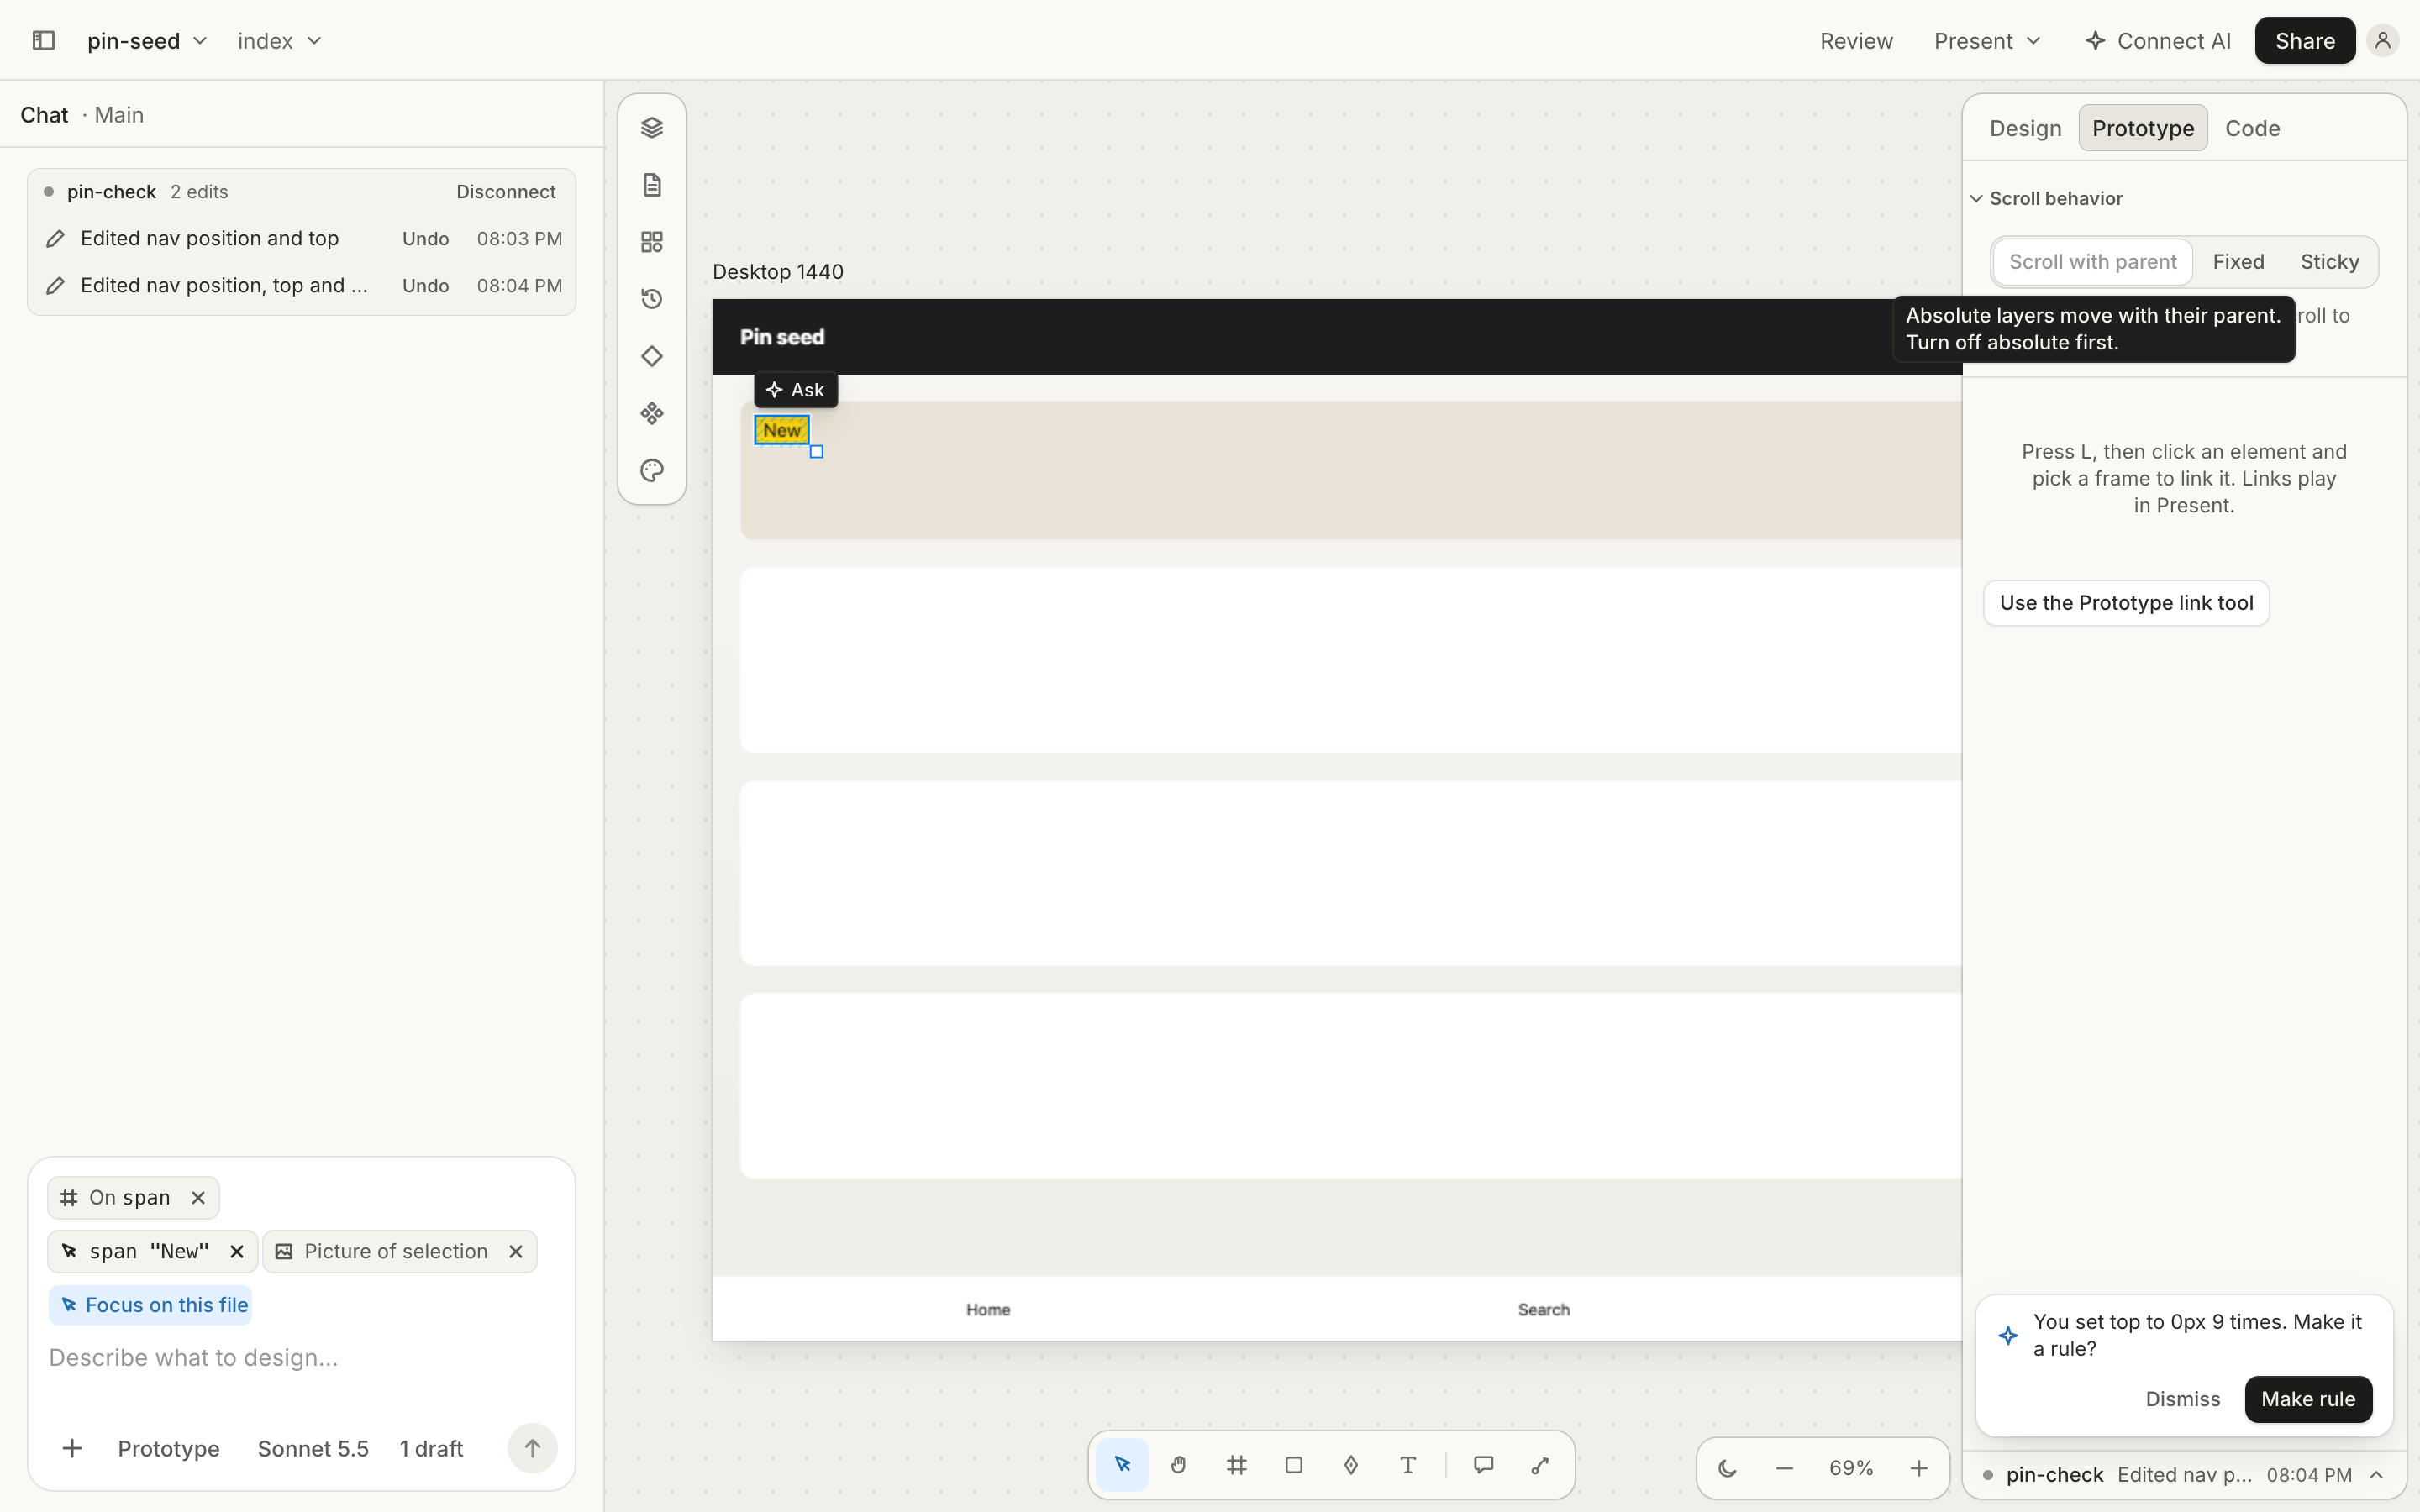 pin-seed
index
Review
Present
Connect AI
Share
Chat · Main
pin-check 2 edits Disconnect
Edited nav position and top Undo 08:03 PM
Edited nav position, top and ... Undo 08:04 PM
On span
span "New"
Picture of selection
Focus on this file
Describe what to design...
Prototype Sonnet 5.5 1 draft
Desktop 1440
Pin seed
Ask
New
Home
Search
69%
Design Prototype Code
Scroll behavior
Scroll with parent Fixed Sticky
Absolute layers move with their parent.
Turn off absolute first.
roll to
Press L, then click an element and
pick a frame to link it. Links play
in Present.
Use the Prototype link tool
You set top to 0px 9 times. Make it
a rule?
Dismiss Make rule
pin-check Edited nav p... 08:04 PM